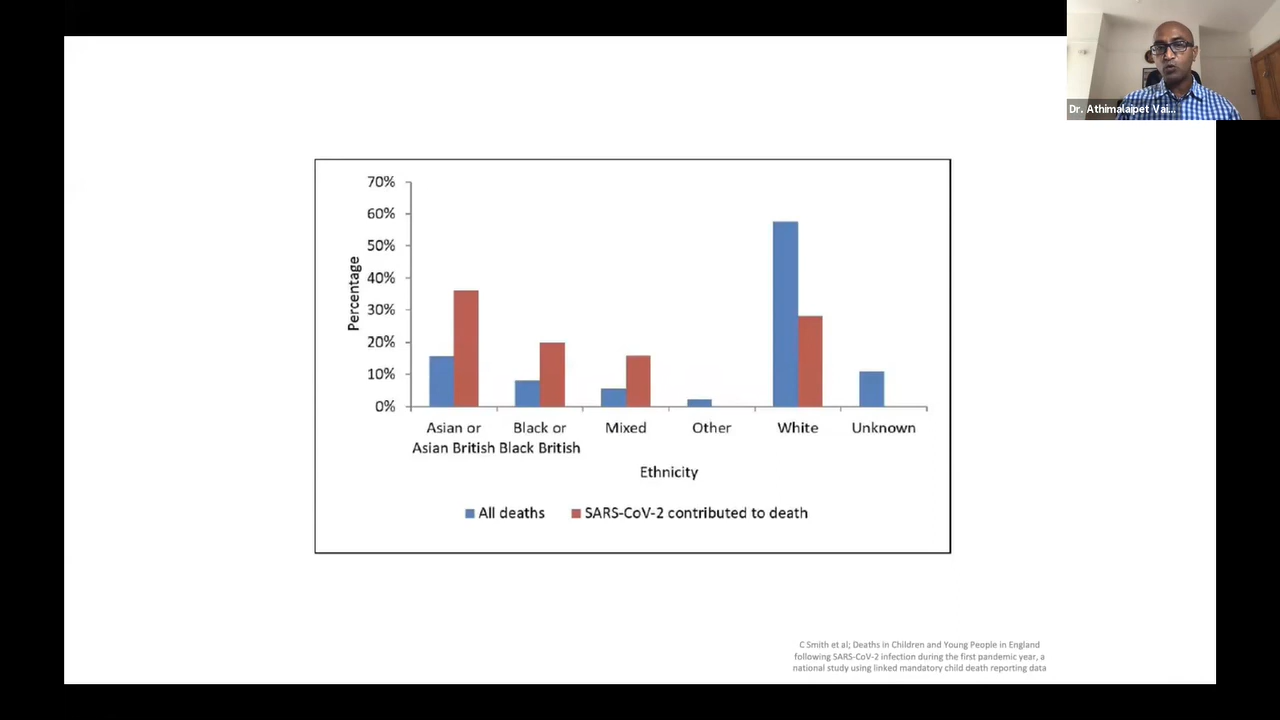 Dr. Athimalaipet Vai...
70%
60%
50%
40%
30%
20%
10%
0%
Percentage
Asian or
Asian British
Black or
Black British
Mixed
Other
White
Unknown
Ethnicity
All deaths
SARS-CoV-2 contributed to death
C Smith et al; Deaths in Children and Young People in England
following SARS-CoV-2 infection during the first pandemic year, a
national study using linked mandatory child death reporting data